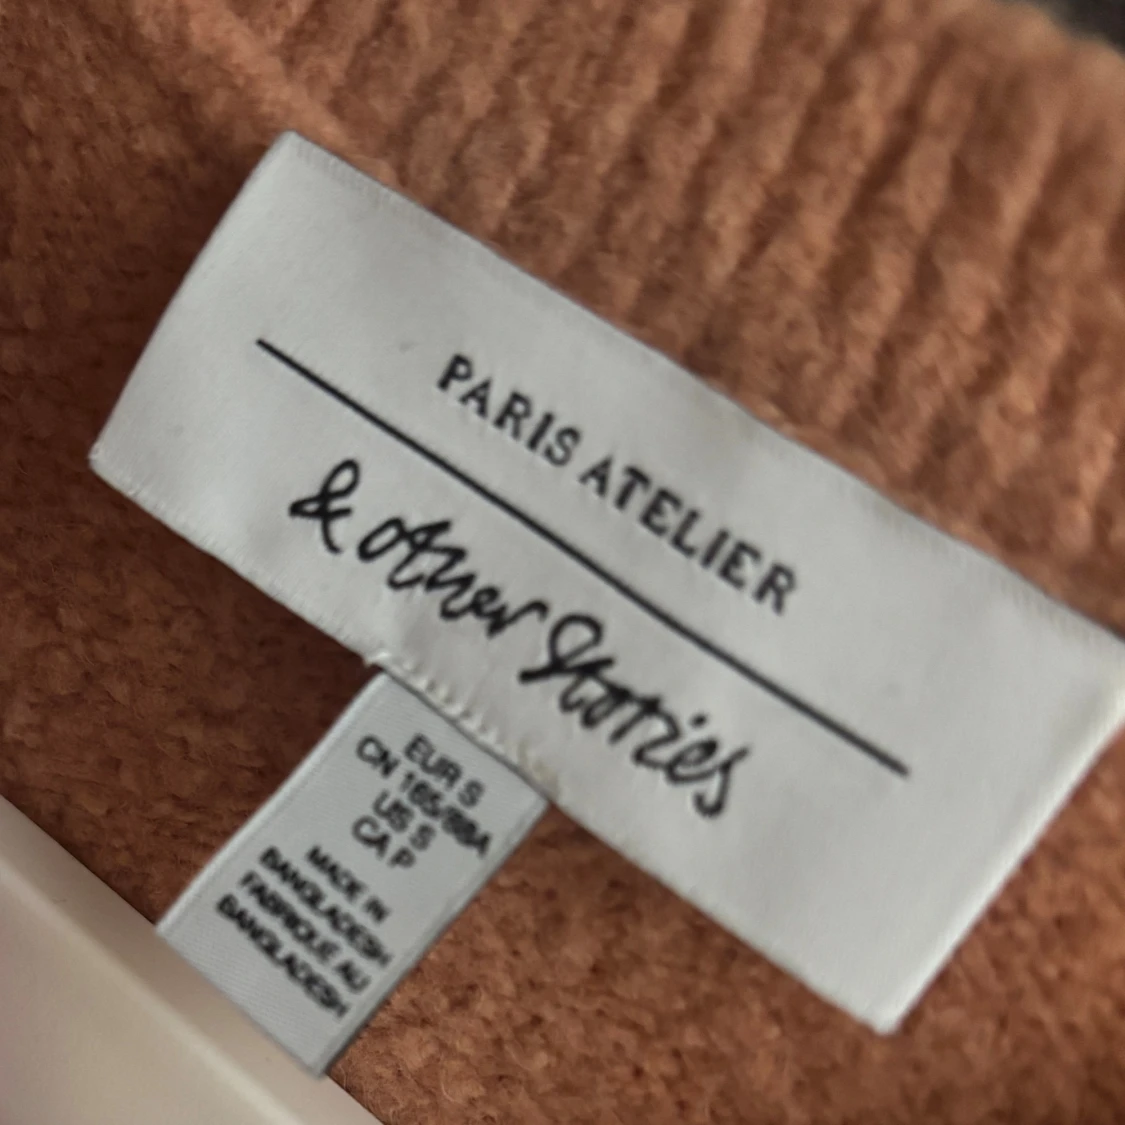 PARIS ATELIER
& other Stories
EUR S
CN 165/88A
US S
CA P
MADE IN
BANGLADESH
FABRIQUÉ AU
BANGLADESH